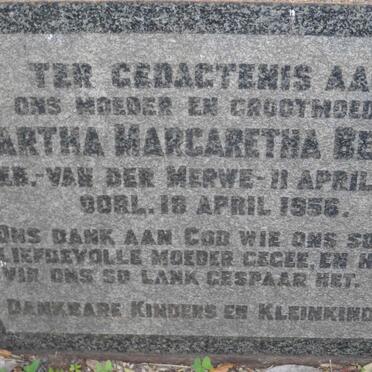 TER GEDAGTENIS AA
ONS MOEDER EN GROOTMOED
ARTHA MARGARETHA BE
EB.-VAN DER MERWE-11 APRIL
OORL. 18 APRIL 1956.
ONS DANK AAN GOD WIE ONS SO
LIEFDEVOLLE MOEDER GEGEE, EN H
VIR ONS SO LANK GESPAAR HET.
DANKBARE KINDERS EN KLEINKIND